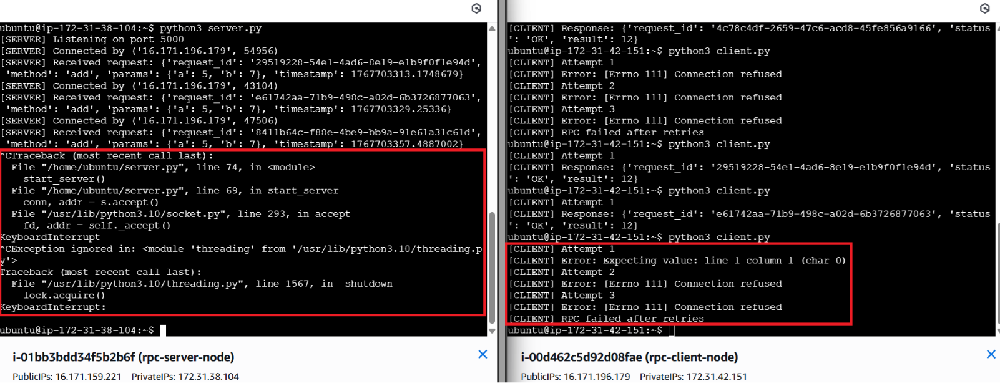 ubuntu@ip-172-31-38-104:~$ python3 server.py
[SERVER] Listening on port 5000
[SERVER] Connected by ('16.171.196.179', 54956)
[SERVER] Received request: {'request_id': '29519228-54e1-4ad6-8e19-e1b9f0f1e94d',
 'method': 'add', 'params': {'a': 5, 'b': 7}, 'timestamp': 1767703313.1748679}
[SERVER] Connected by ('16.171.196.179', 43104)
[SERVER] Received request: {'request_id': 'e61742aa-71b9-498c-a02d-6b3726877063',
 'method': 'add', 'params': {'a': 5, 'b': 7}, 'timestamp': 1767703329.25336}
[SERVER] Connected by ('16.171.196.179', 47506)
[SERVER] Received request: {'request_id': '8411b64c-f88e-4be9-bb9a-91e61a31c61d',
 'method': 'add', 'params': {'a': 5, 'b': 7}, 'timestamp': 1767703357.4887002}
^CTraceback (most recent call last):
  File "/home/ubuntu/server.py", line 74, in <module>
    start_server()
  File "/home/ubuntu/server.py", line 69, in start_server
    conn, addr = s.accept()
  File "/usr/lib/python3.10/socket.py", line 293, in accept
    fd, addr = self._accept()
KeyboardInterrupt
^CException ignored in: <module 'threading' from '/usr/lib/python3.10/threading.p
y'>
Traceback (most recent call last):
  File "/usr/lib/python3.10/threading.py", line 1567, in _shutdown
    lock.acquire()
KeyboardInterrupt:
ubuntu@ip-172-31-38-104:~$
i-01bb3bdd34f5b2b6f (rpc-server-node)
PublicIPs: 16.171.159.221 PrivateIPs: 172.31.38.104
[CLIENT] Response: {'request_id': '4c78c4df-2659-47c6-acd8-45fe856a9166', 'status
': 'OK', 'result': 12}
ubuntu@ip-172-31-42-151:~$ python3 client.py
[CLIENT] Attempt 1
[CLIENT] Error: [Errno 111] Connection refused
[CLIENT] Attempt 2
[CLIENT] Error: [Errno 111] Connection refused
[CLIENT] Attempt 3
[CLIENT] Error: [Errno 111] Connection refused
[CLIENT] RPC failed after retries
ubuntu@ip-172-31-42-151:~$ python3 client.py
[CLIENT] Attempt 1
[CLIENT] Response: {'request_id': '29519228-54e1-4ad6-8e19-e1b9f0f1e94d', 'status
': 'OK', 'result': 12}
ubuntu@ip-172-31-42-151:~$ python3 client.py
[CLIENT] Attempt 1
[CLIENT] Response: {'request_id': 'e61742aa-71b9-498c-a02d-6b3726877063', 'status
': 'OK', 'result': 12}
ubuntu@ip-172-31-42-151:~$ python3 client.py
[CLIENT] Attempt 1
[CLIENT] Error: Expecting value: line 1 column 1 (char 0)
[CLIENT] Attempt 2
[CLIENT] Error: [Errno 111] Connection refused
[CLIENT] Attempt 3
[CLIENT] Error: [Errno 111] Connection refused
[CLIENT] RPC failed after retries
ubuntu@ip-172-31-42-151:~$
i-00d462c5d92d08fae (rpc-client-node)
PublicIPs: 16.171.196.179 PrivateIPs: 172.31.42.151